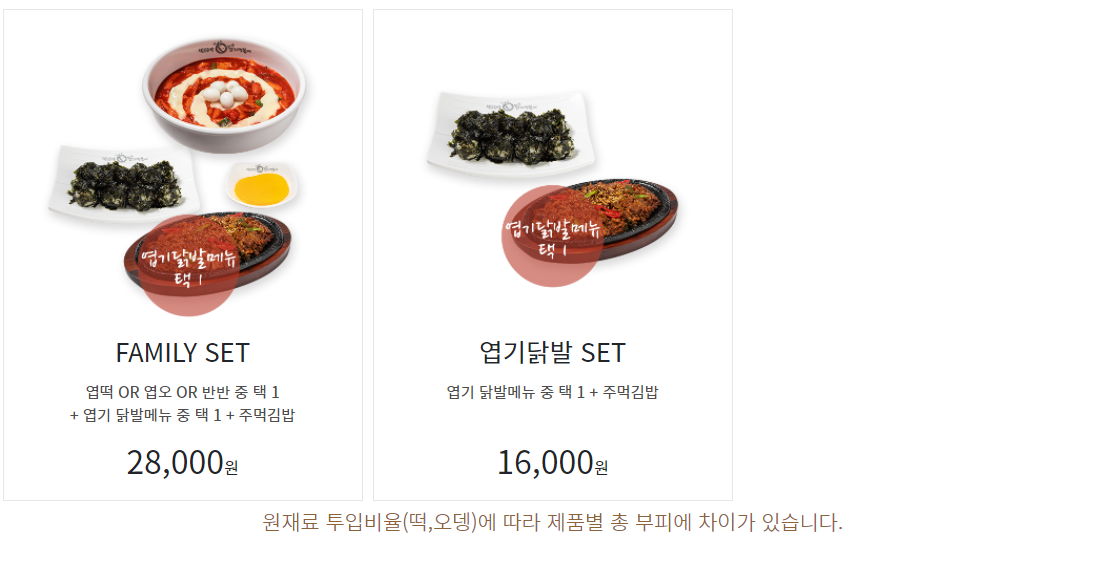 엽기닭발메뉴
택 1
FAMILY SET
엽떡 OR 엽오 OR 반반 중 택 1
+ 엽기 닭발메뉴 중 택 1 + 주먹김밥
28,000원
엽기닭발메뉴
택 1
엽기닭발 SET
엽기 닭발메뉴 중 택 1 + 주먹김밥
16,000원
원재료 투입비율(떡,오뎅)에 따라 제품별 총 부피에 차이가 있습니다.